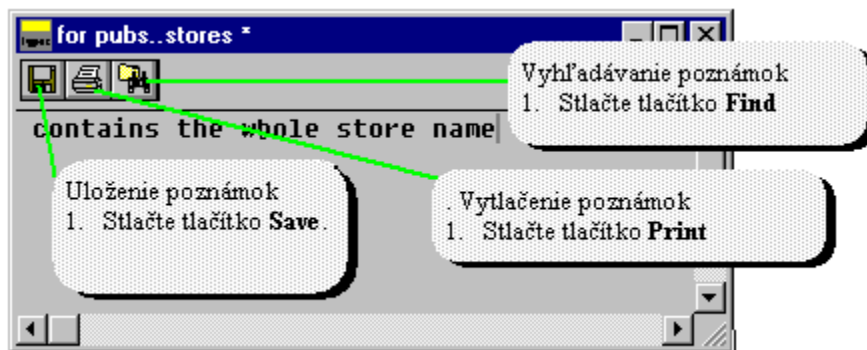 for pubs..stores *
Vyhľadávanie poznámok
1. Stlačte tlačítko Find
contains the whole store name
Uloženie poznámok
1. Stlačte tlačítko Save.
. Vytlačenie poznámok
1. Stlačte tlačítko Print